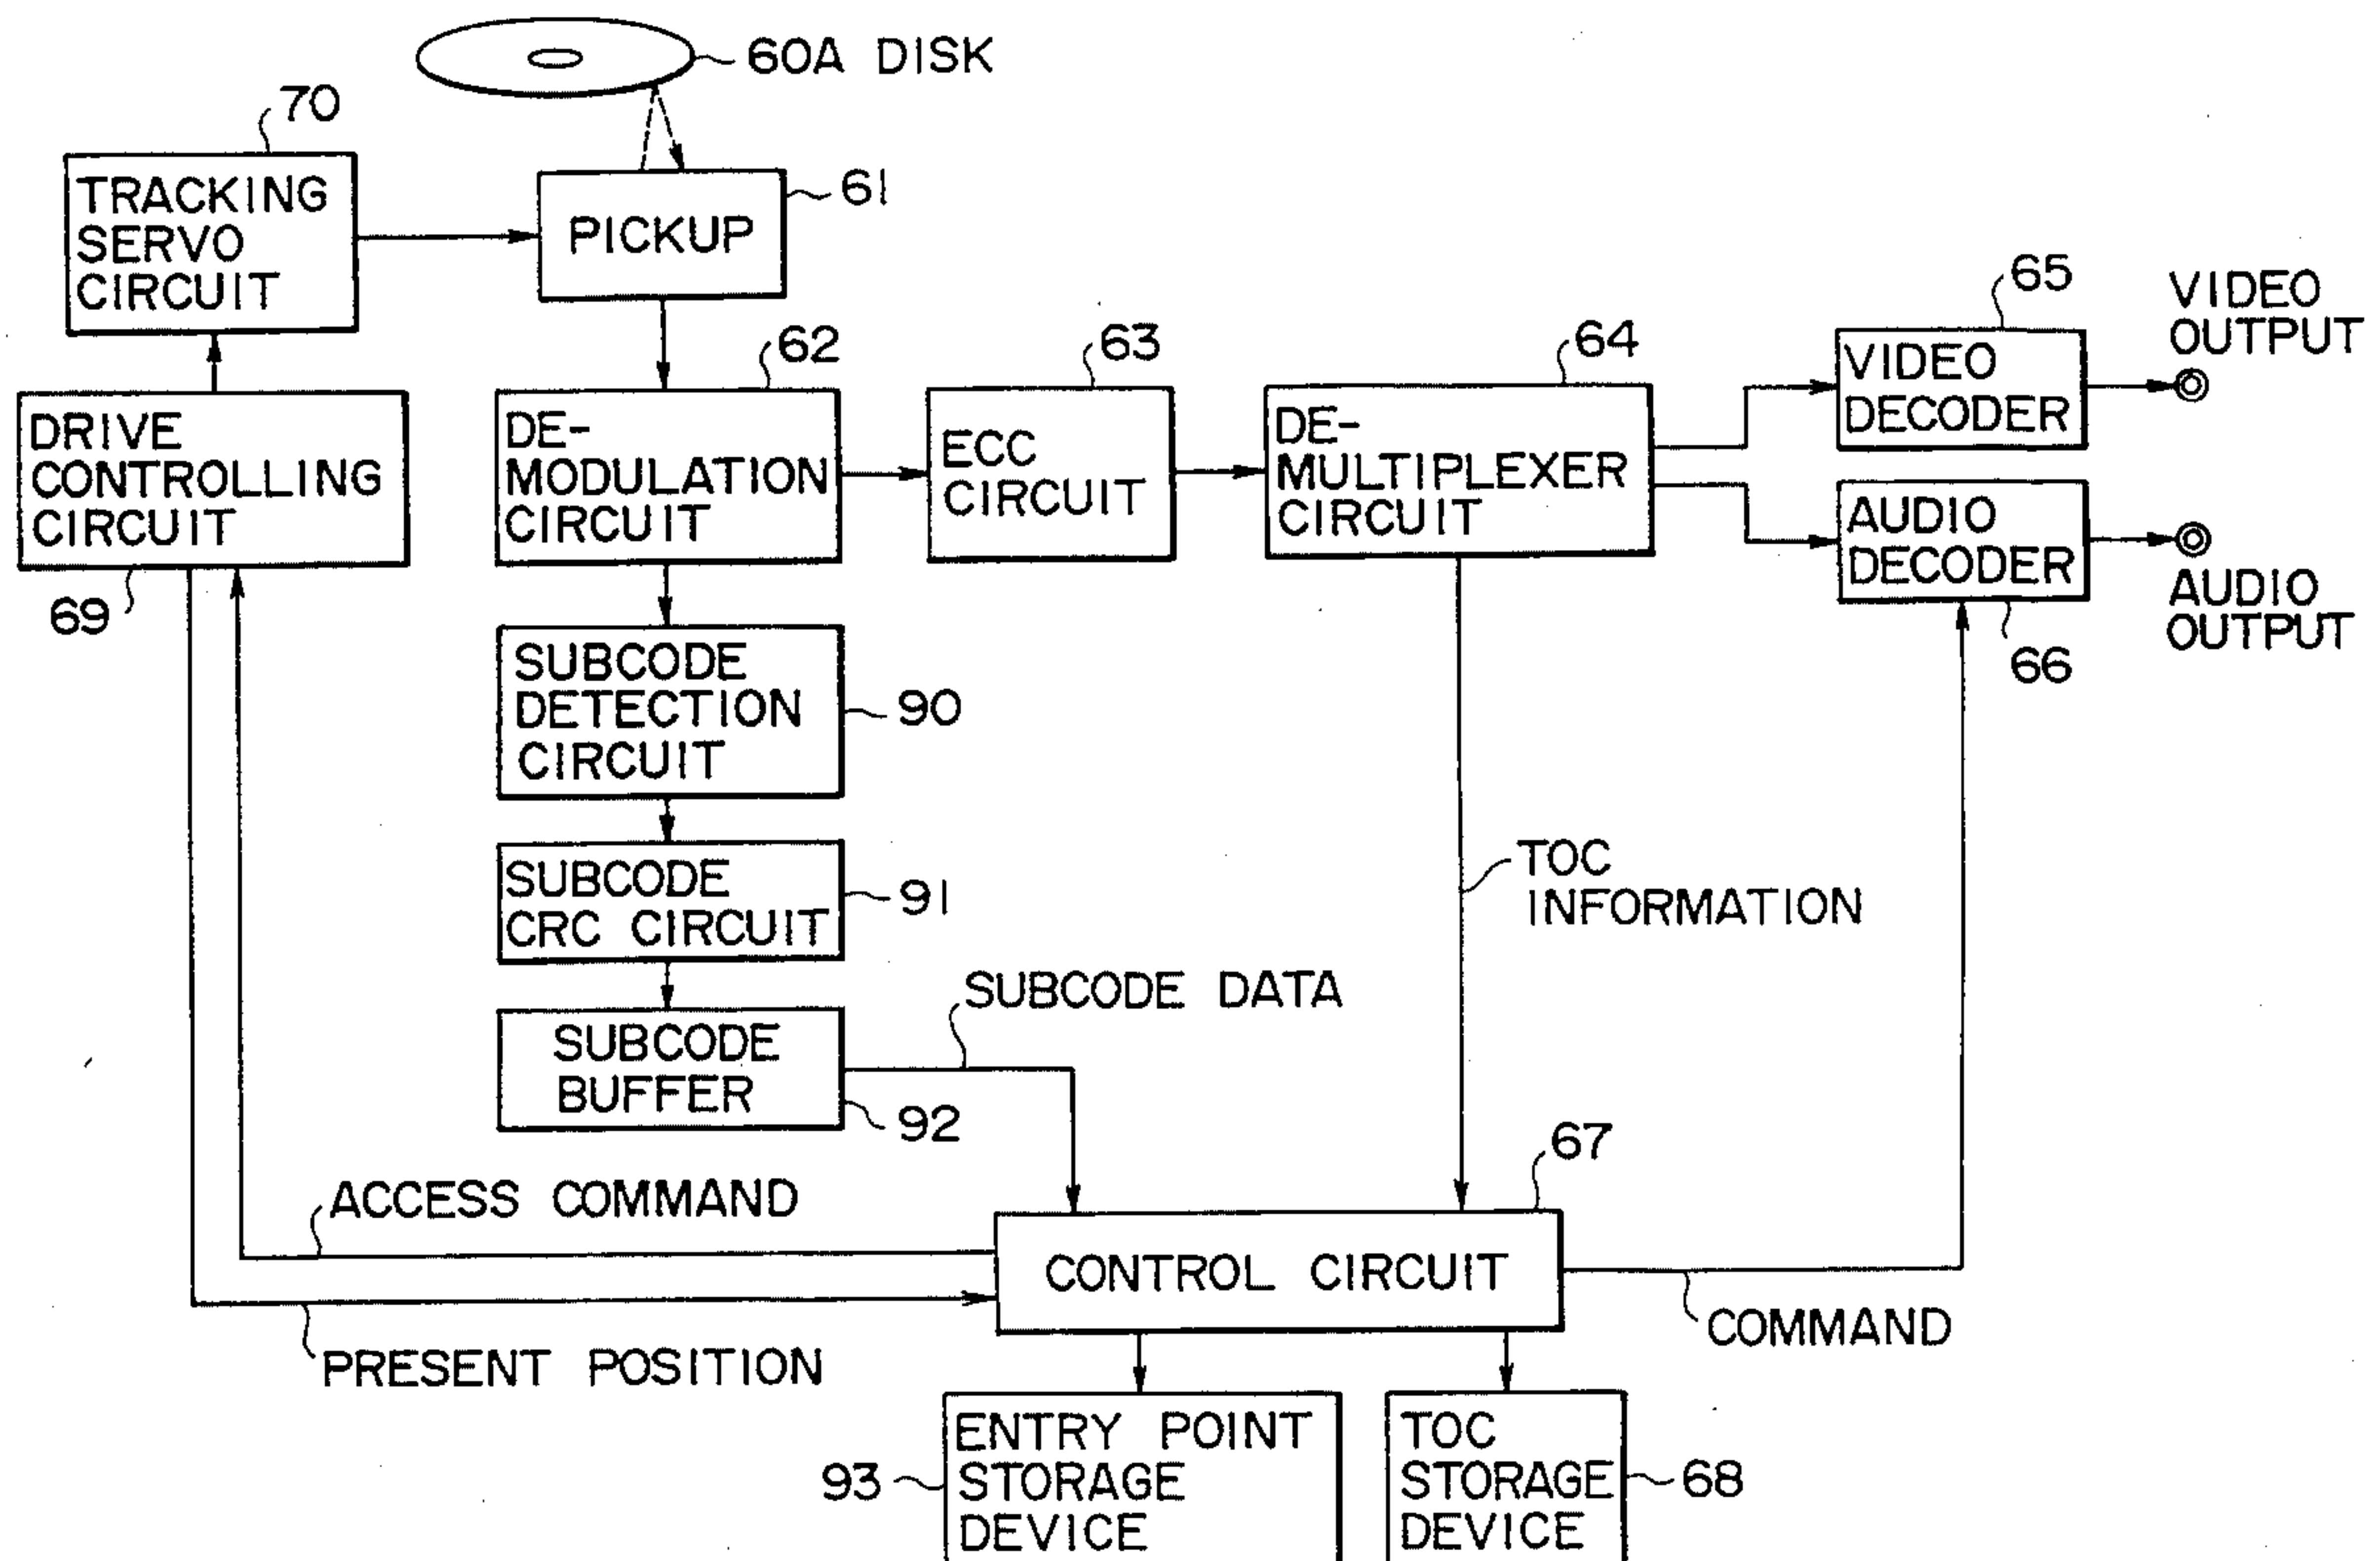 60A DISK
70
TRACKING
SERVO
CIRCUIT
61
PICKUP
65
VIDEO
OUTPUT
62
63
64
VIDEO
DECODER
DRIVE
CONTROLLING
CIRCUIT
DE-
MODULATION
CIRCUIT
ECC
CIRCUIT
DE-
MULTIPLEXER
CIRCUIT
AUDIO
DECODER
69
AUDIO
OUTPUT
66
SUBCODE
DETECTION
CIRCUIT
90
SUBCODE
CRC CIRCUIT
91
TOC
INFORMATION
SUBCODE DATA
SUBCODE
BUFFER
92
67
ACCESS COMMAND
CONTROL CIRCUIT
COMMAND
PRESENT POSITION
93
ENTRY POINT
STORAGE
DEVICE
TOC
STORAGE
DEVICE
68